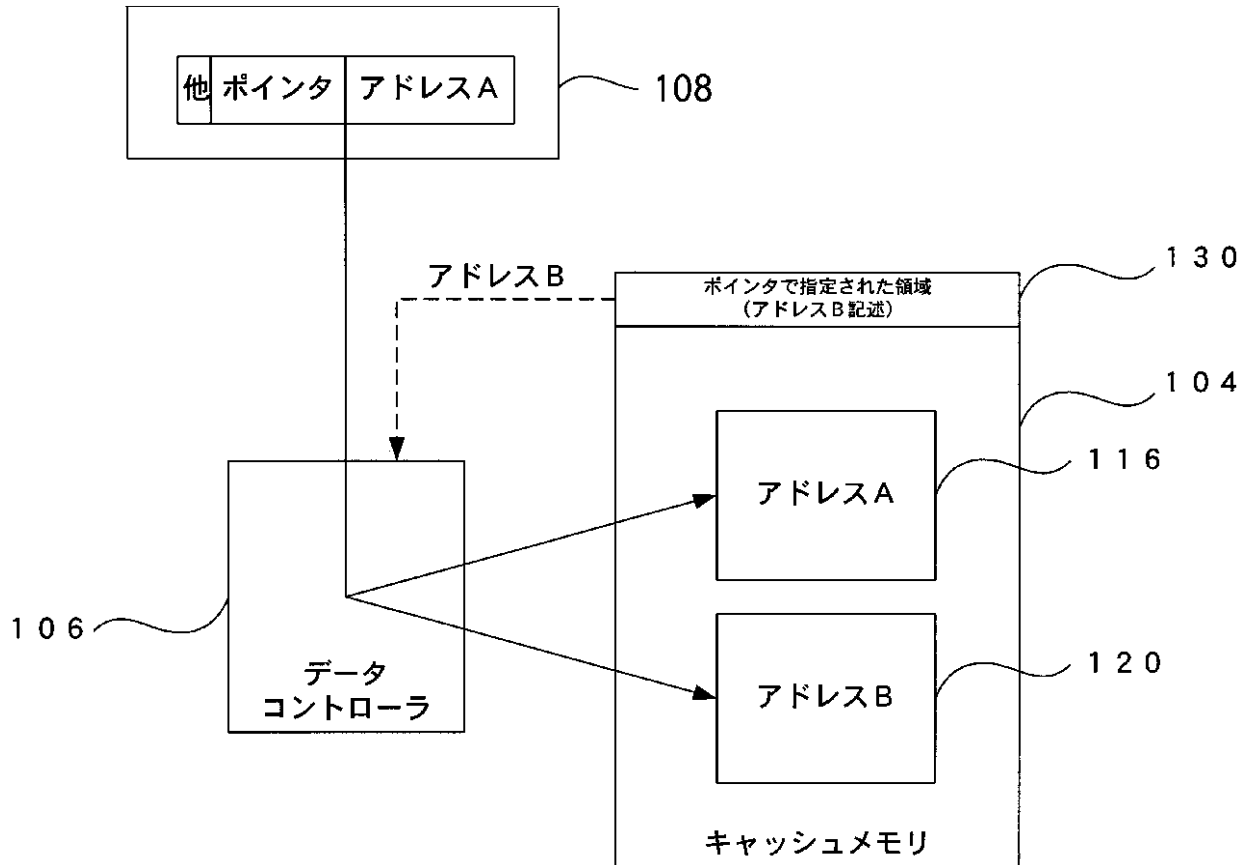 他 ポインタ アドレスA
108
アドレスB
ポインタで指定された領域
(アドレスB記述)
130
104
アドレスA
116
106
データ
コントローラ
アドレスB
120
キャッシュメモリ